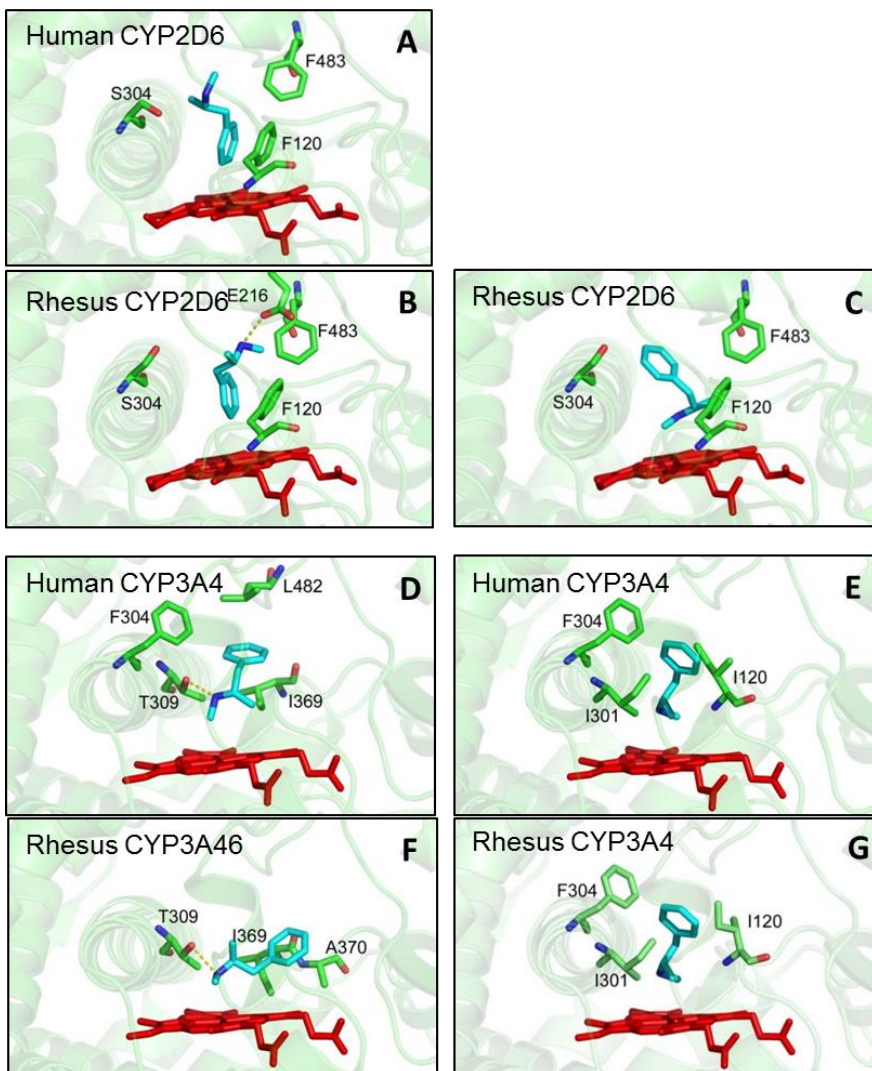 Human CYP2D6
A
F483
S304
F120
Rhesus CYP2D6
B
E216
F483
S304
F120
Rhesus CYP2D6
C
F483
S304
F120
Human CYP3A4
D
L482
F304
T309
I369
Human CYP3A4
E
F304
I120
I301
Rhesus CYP3A46
F
T309
I369
A370
Rhesus CYP3A4
G
F304
I120
I301